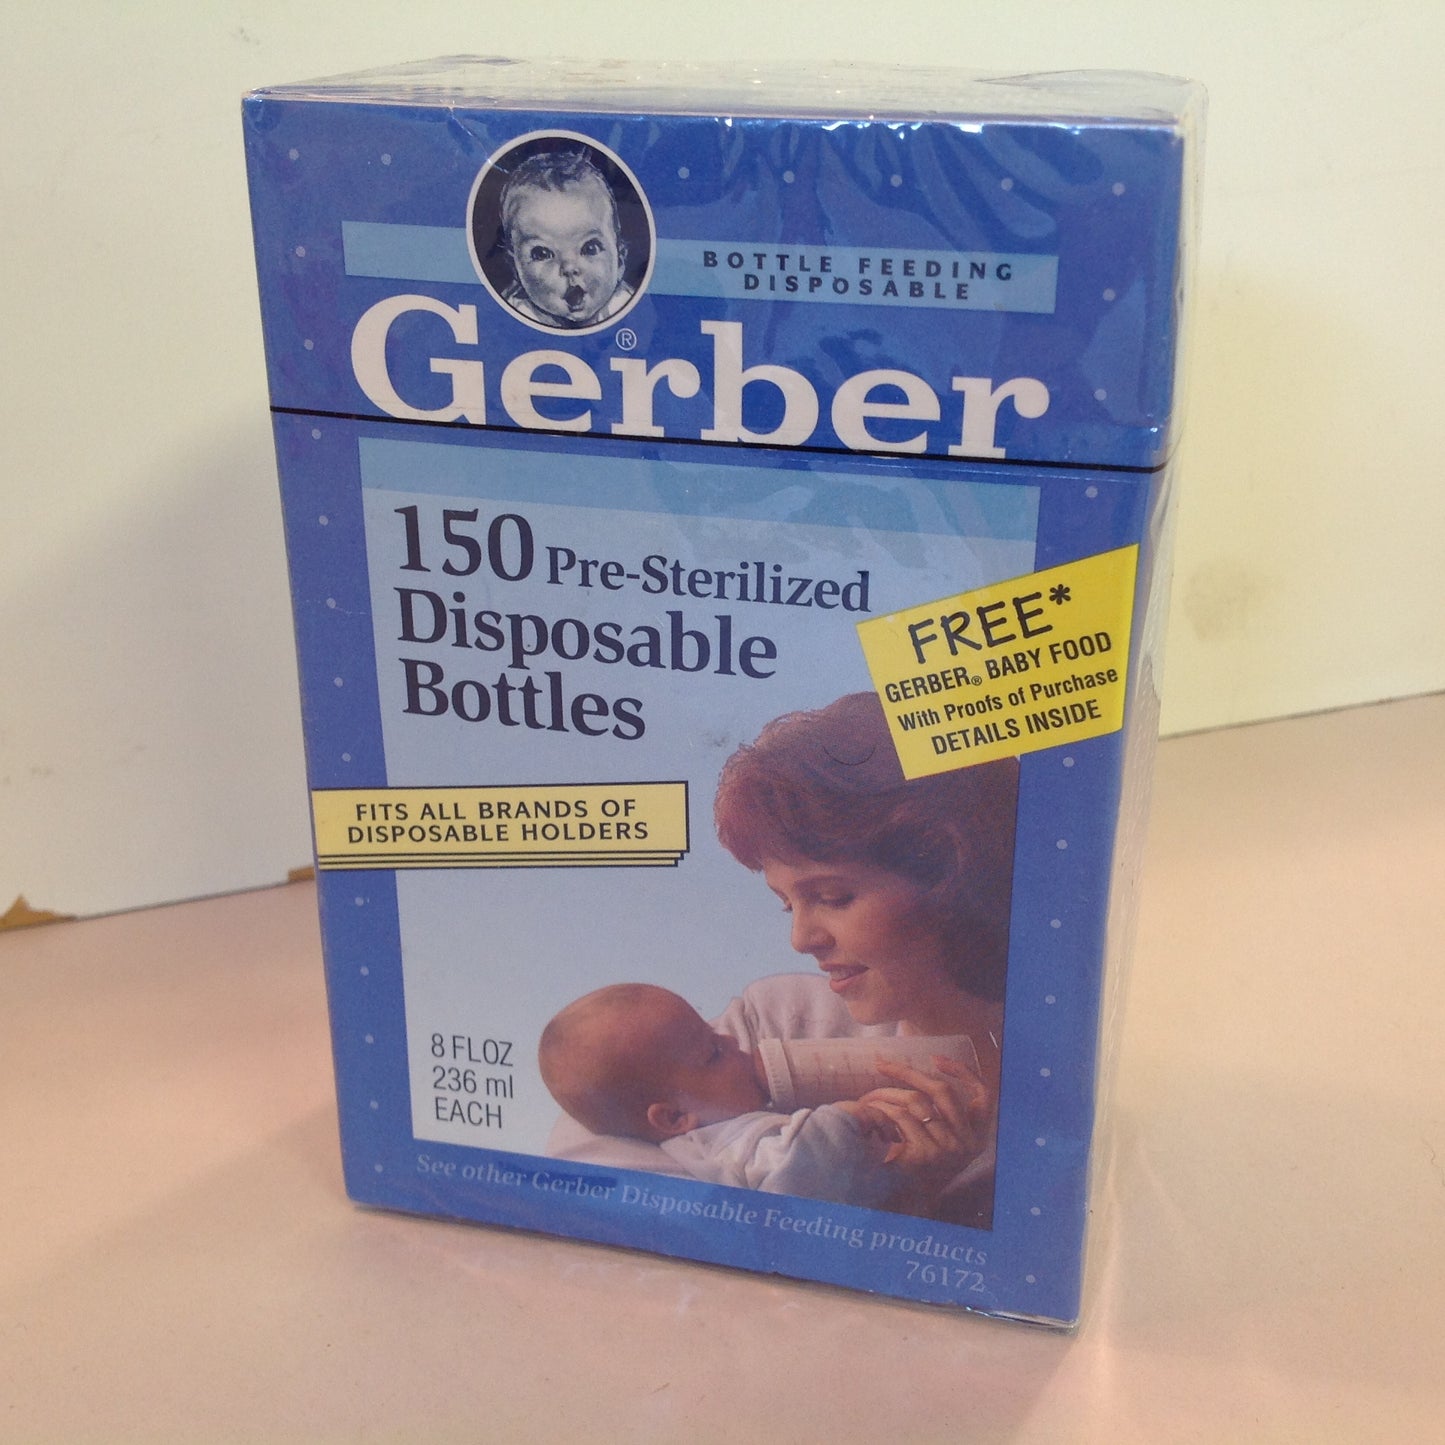 BOTTLE FEEDING
DISPOSABLE
Gerber®
150 Pre-Sterilized
Disposable
Bottles
FREE*
GERBER® BABY FOOD
With Proofs of Purchase
DETAILS INSIDE
FITS ALL BRANDS OF
DISPOSABLE HOLDERS
8 FL OZ
236 ml
EACH
See other Gerber Disposable Feeding products
76172